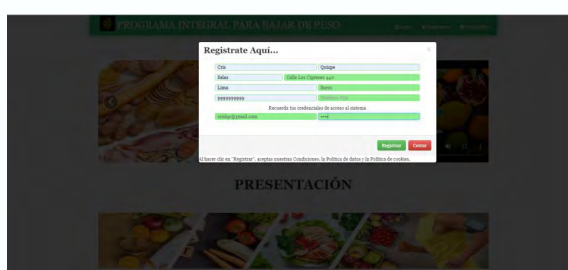 PROGRAMA INTEGRAL PARA BAJAR DE PESO
Registrate Aquí... ×
Cris Quispe
Salas Calle Los Cipreses 440
Lima Surco
999999999
Recuerda tus credenciales de acceso al sistema
Registrar Cerrar
Al hacer clic en "Registrar", aceptas nuestras Condiciones, la Política de datos y la Política de cookies.
PRESENTACIÓN